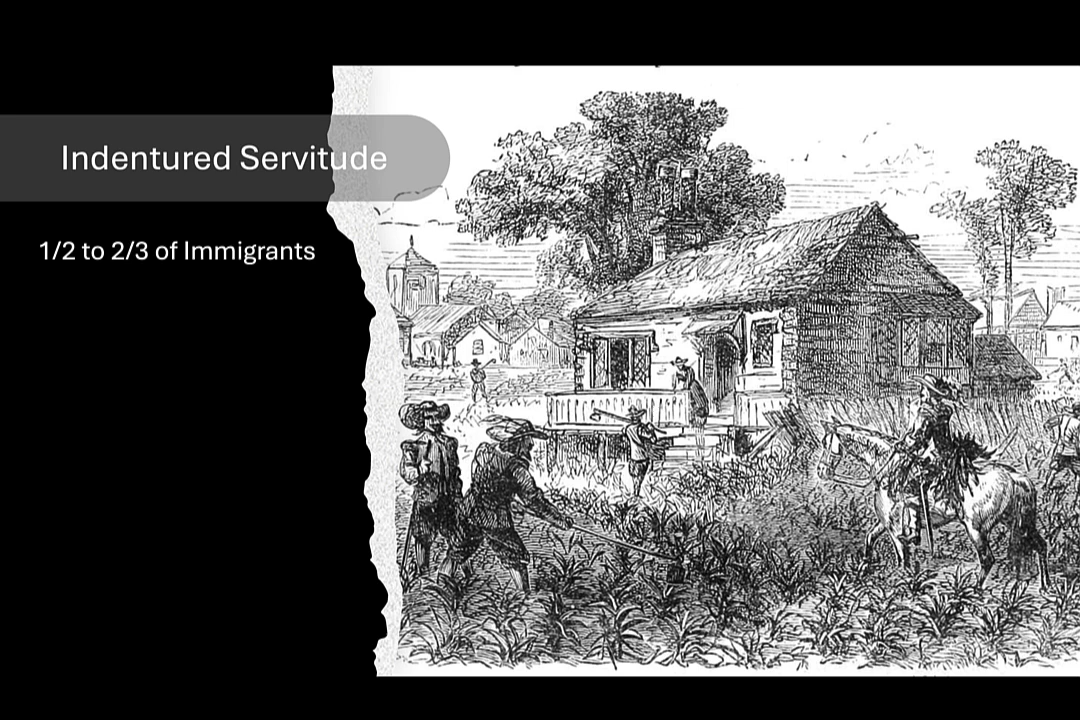 Indentured Servitude
1/2 to 2/3 of Immigrants